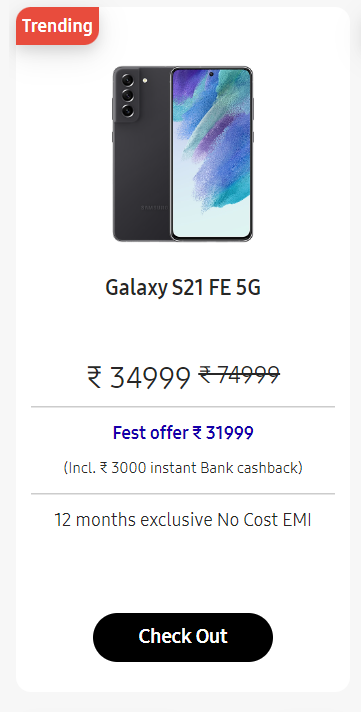 Trending
SAMSUNG
Galaxy S21 FE 5G
₹ 34999 ₹ 74999
Fest offer ₹ 31999
(Incl. ₹ 3000 instant Bank cashback)
12 months exclusive No Cost EMI
Check Out